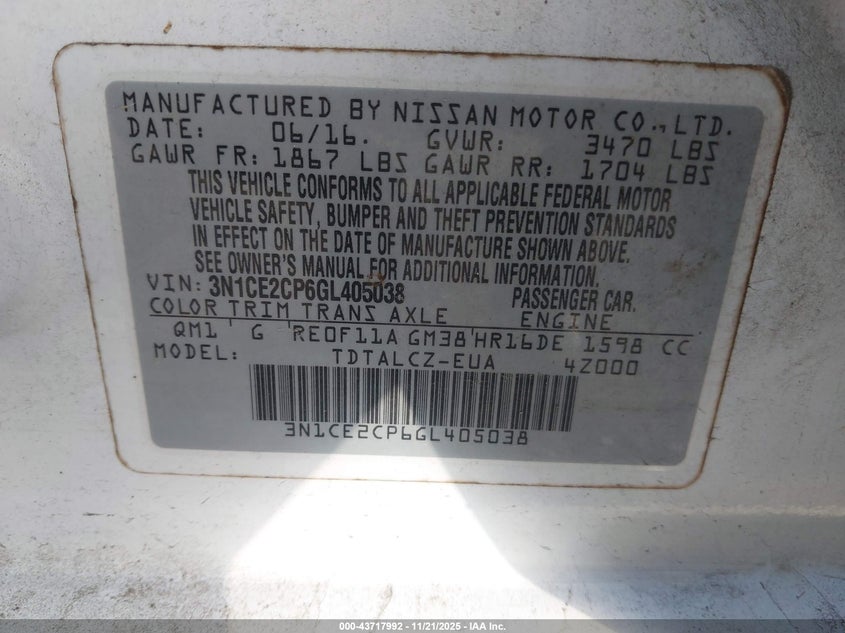 MANUFACTURED BY NISSAN MOTOR CO., LTD.
DATE: 06/16. GVWR: 3470 LBS
GAWR FR: 1867 LBS GAWR RR: 1704 LBS
THIS VEHICLE CONFORMS TO ALL APPLICABLE FEDERAL MOTOR
VEHICLE SAFETY, BUMPER AND THEFT PREVENTION STANDARDS
IN EFFECT ON THE DATE OF MANUFACTURE SHOWN ABOVE.
SEE OWNER'S MANUAL FOR ADDITIONAL INFORMATION.
VIN: 3N1CE2CP6GL405038 PASSENGER CAR.
COLOR TRIM TRANS AXLE ENGINE
QM1 G RE0F11A GM38 HR16DE 1598 CC
MODEL: TDTALCZ-EUA 4Z000
3N1CE2CP6GL405038
000-43717992 — 11/21/2025 — IAA Inc.